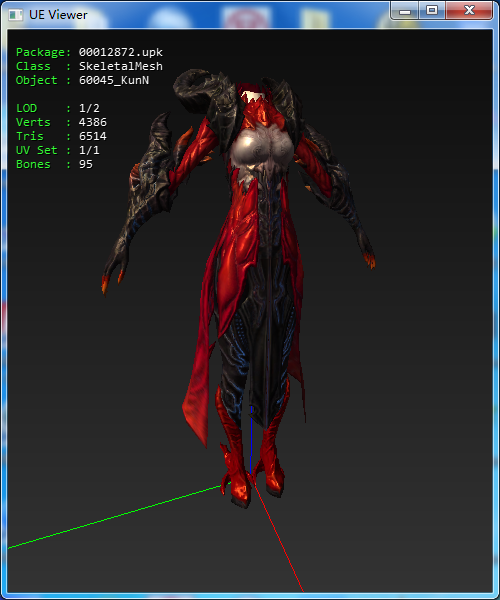 UE Viewer
Package: 00012872.upk
Class : SkeletalMesh
Object : 60045_KunN
LOD : 1/2
Verts : 4386
Tris : 6514
UV Set : 1/1
Bones : 95